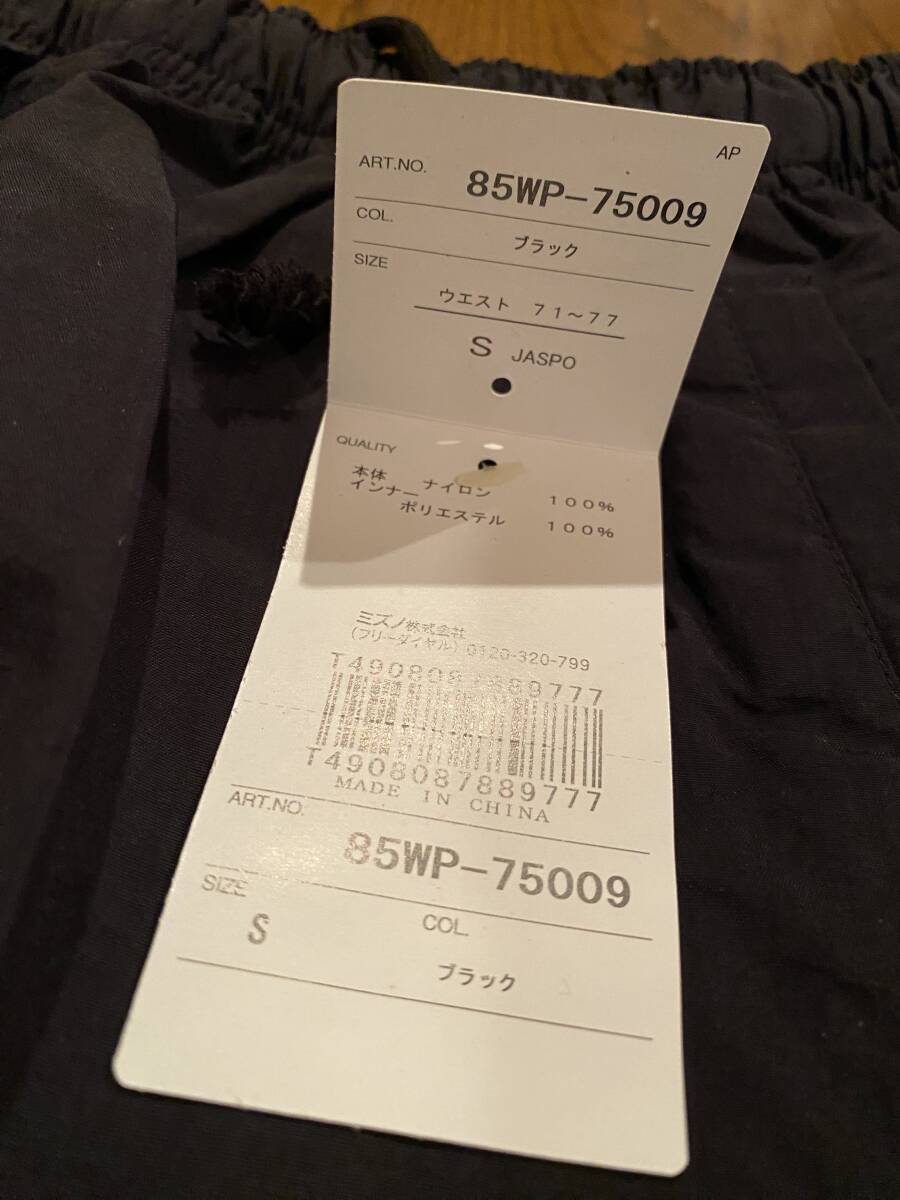 AP
ART.NO. 85WP-75009
COL. ブラック
SIZE
ウエスト 71~77
S JASPO
QUALITY
本体 ナイロン 100%
インナー
ポリエステル 100%
ミズノ株式会社
(フリーダイヤル) 0120-320-799
T4908087889777
T4908087889777
MADE IN CHINA
ART.NO.
85WP-75009
SIZE S
COL. ブラック